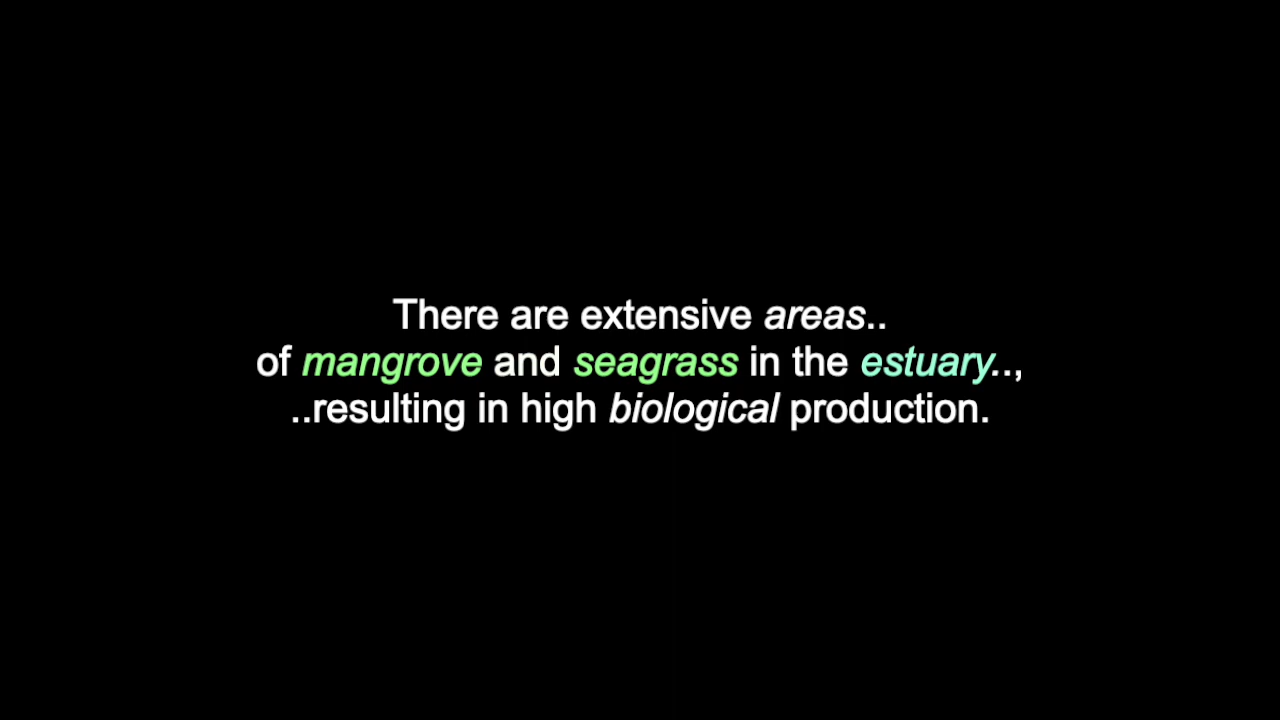 There are extensive areas..
of mangrove and seagrass in the estuary..,
..resulting in high biological production.